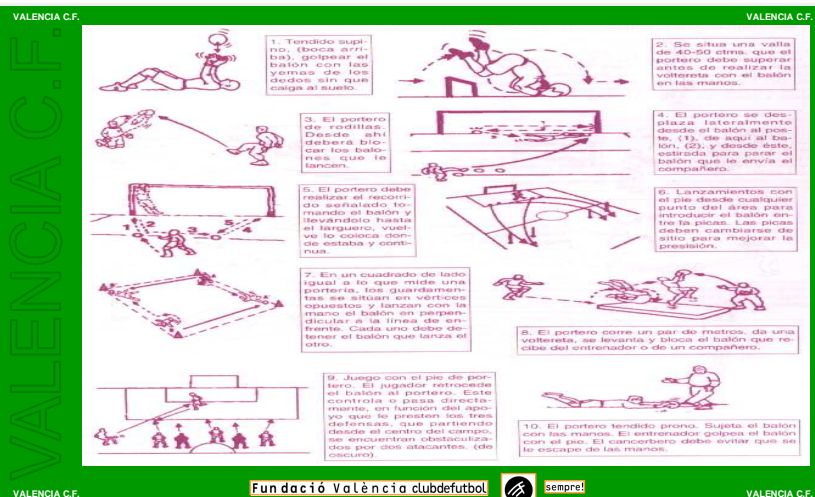 VALENCIA C.F.
VALENCIA C.F.
VALENCIA C.F.
1. Tendido supi-
no, (boca arri-
ba), golpear el
balón con las
yemas de los
dedos sin que
caiga al suelo.
2. Se situa una valla
de 40-50 ctms. que el
portero debe superar
antes de realizar la
voltereta con el balón
en las manos.
3. El portero
de rodillas.
Desde ahí
deberá blo-
car los balo-
nes que le
lancen.
4. El portero se des-
plaza lateralmente
desde el balón al pos-
te, (1), de aquí al ba-
lón, (2), y desde éste,
estirada para parar el
balón que le envía el
compañero.
5. El portero debe
realizar el recorri-
do señalado to-
mando el balón y
llevándolo hasta
el larguero, vuel-
ve lo coloca don-
de estaba y conti-
nua.
6. Lanzamientos con
el pie desde cualquier
punto del área para
introducir el balón en-
tre la picas. Las picas
deben cambiarse de
sitio para mejorar la
presisión.
7. En un cuadrado de lado
igual a lo que mide una
portería, los guardamen-
tas se sitúan en vértices
opuestos y lanzan con la
mano el balón en perpen-
dicular a la línea de en-
frente. Cada uno debe de-
tener el balón que lanza el
otro.
8. El portero corre un par de metros, da una
voltereta, se levanta y bloca el balón que re-
cibe del entrenador o de un compañero.
9. Juego con el pie de por-
tero. El jugador retrocede
el balón al portero. Este
controla o pasa directa-
mente, en función del apo-
yo que le presten los tres
defensas, que partiendo
desde el centro del campo,
se encuentran obstaculiza-
dos por dos atacantes. (de
oscuro).
10. El portero tendido prono. Sujeta el balón
con las manos. El entrenador golpea el balón
con el pio. El cancerbero debe evitar que se
lo escape de las manos.
VALENCIA C.F.
Fundació València clubdefutbol
sempre!
VALENCIA C.F.